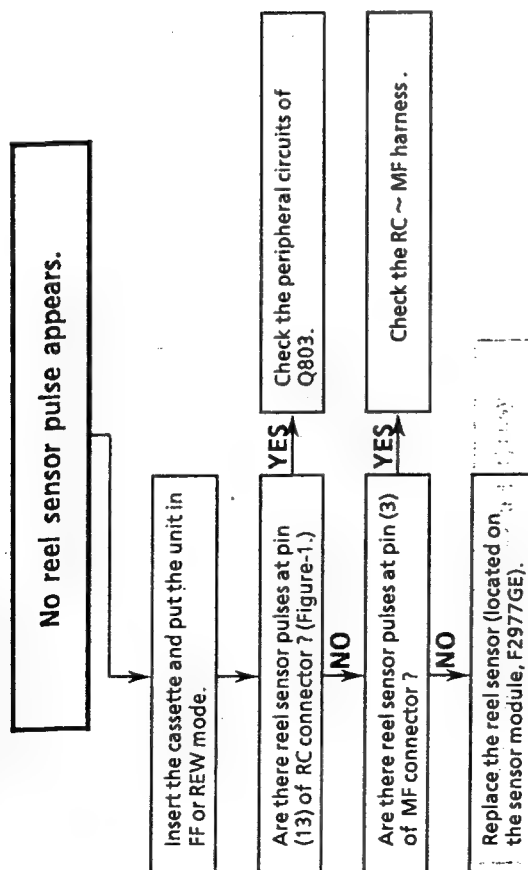 No reel sensor pulse appears.
Insert the cassette and put the unit in
FF or REW mode.
Are there reel sensor pulses at pin
(13) of RC connector ? (Figure-1.)
YES
Check the peripheral circuits of
Q803.
NO
Are there reel sensor pulses at pin (3)
of MF connector ?
YES
Check the RC ~ MF harness.
NO
Replace the reel sensor (located on
the sensor module, F2977GE).